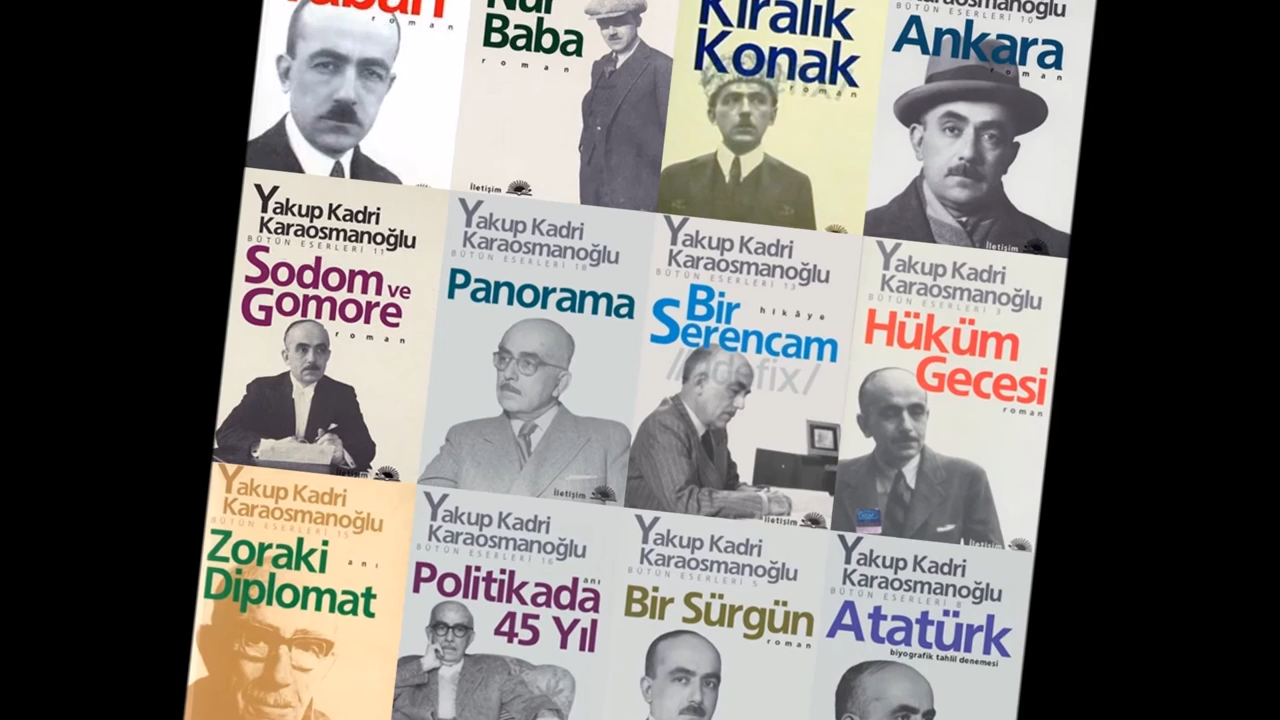 Yaban
roman
Nur
Baba
roman
İletişim
Kiralık
Konak
roman
Karaosmanoğlu
BÜTÜN ESERLERİ 10
Ankara
roman
İletişim
Yakup Kadri
Karaosmanoğlu
BÜTÜN ESERLERİ 11
Sodom ve
Gomore
roman
İletişim
Yakup Kadri
Karaosmanoğlu
BÜTÜN ESERLERİ 18
Panorama
İletişim
Yakup Kadri
Karaosmanoğlu
BÜTÜN ESERLERİ 13
Bir
hikâye
Serencam
idefix/
İletişim
Yakup Kadri
Karaosmanoğlu
BÜTÜN ESERLERİ 3
Hüküm
Gecesi
roman
İletişim
Yakup Kadri
Karaosmanoğlu
BÜTÜN ESERLERİ 15
Zoraki
anı
Diplomat
Yakup Kadri
Karaosmanoğlu
BÜTÜN ESERLERİ 16
anı
Politikada
45 Yıl
Yakup Kadri
Karaosmanoğlu
BÜTÜN ESERLERİ 5
Bir Sürgün
roman
Yakup Kadri
Karaosmanoğlu
BÜTÜN ESERLERİ 8
Atatürk
biyografik tahlil denemesi